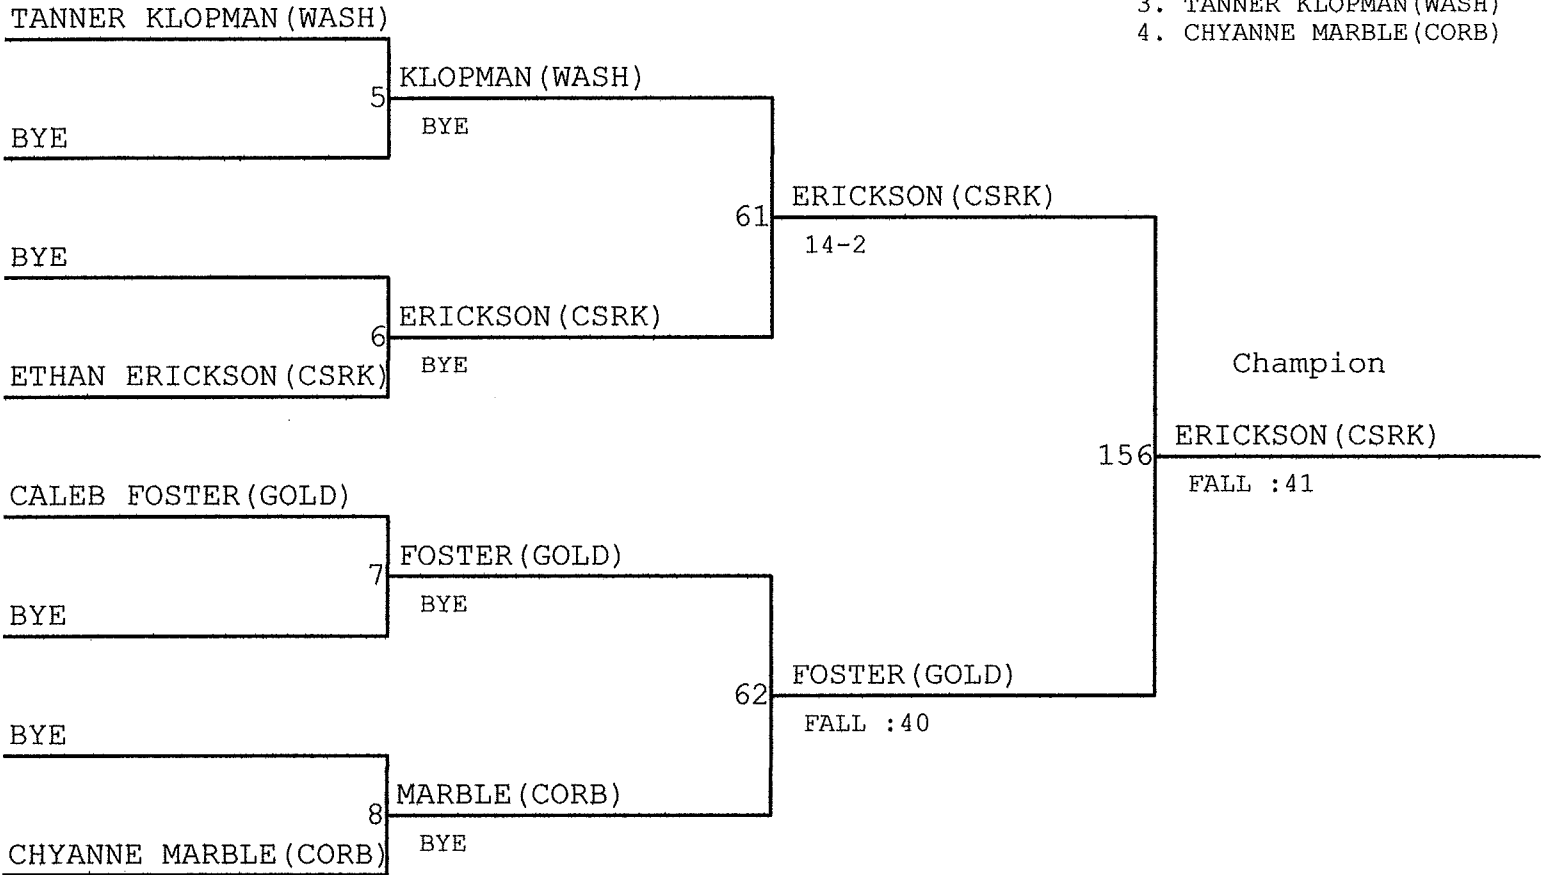 3. TANNER KLOPMAN(WASH)
4. CHYANNE MARBLE(CORB)
TANNER KLOPMAN(WASH)
5
KLOPMAN(WASH)
BYE
BYE
61
ERICKSON(CSRK)
14-2
BYE
6
ERICKSON(CSRK)
BYE
ETHAN ERICKSON(CSRK)
Champion
156
ERICKSON(CSRK)
FALL :41
CALEB FOSTER(GOLD)
7
FOSTER(GOLD)
BYE
BYE
62
FOSTER(GOLD)
FALL :40
BYE
8
MARBLE(CORB)
BYE
CHYANNE MARBLE(CORB)